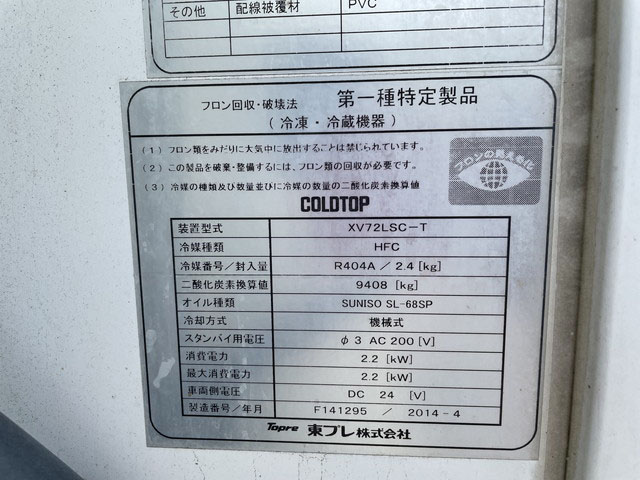 その他 配線被覆材 PVC
フロン回収・破壊法 第一種特定製品
(冷凍・冷蔵機器)
(1) フロン類をみだりに大気中に放出することは禁じられています。
(2) この製品を破棄・整備するには、フロン類の回収が必要です。
(3) 冷媒の種類及び数量並びに冷媒の数量の二酸化炭素換算値
フロンの見える化
COLDTOP
装置型式 XV72LSC-T
冷媒種類 HFC
冷媒番号/封入量 R404A / 2.4 [kg]
二酸化炭素換算値 9408 [kg]
オイル種類 SUNISO SL-68SP
冷却方式 機械式
スタンバイ用電圧 φ3 AC 200 [V]
消費電力 2.2 [kW]
最大消費電力 2.2 [kW]
車両側電圧 DC 24 [V]
製造番号/年月 F141295 / 2014-4
Topre 東プレ株式会社